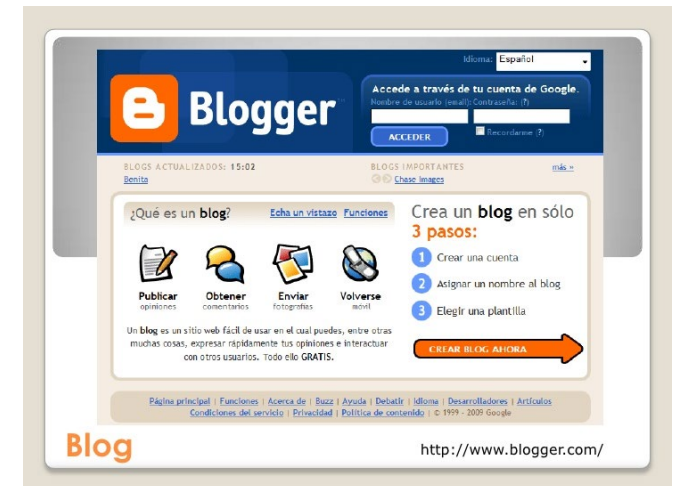 Idioma: Español
Blogger
Accede a través de tu cuenta de Google.
Nombre de usuario (email): Contraseña: (?)
ACCEDER
Recordarme (?)
BLOGS ACTUALIZADOS: 15:02
Benita
BLOGS IMPORTANTES
más »
Chase Images
¿Qué es un blog?
Echa un vistazo Funciones
Publicar
opiniones
Obtener
comentarios
Enviar
fotografías
Volverse
móvil
Un blog es un sitio web fácil de usar en el cual puedes, entre otras
muchas cosas, expresar rápidamente tus opiniones e interactuar
con otros usuarios. Todo ello GRATIS.
Crea un blog en sólo
3 pasos:
1 Crear una cuenta
2 Asignar un nombre al blog
3 Elegir una plantilla
CREAR BLOG AHORA
Página principal | Funciones | Acerca de | Buzz | Ayuda | Debatir | Idioma | Desarrolladores | Artículos
Condiciones del servicio | Privacidad | Política de contenido | © 1999 - 2009 Google
Blog
http://www.blogger.com/